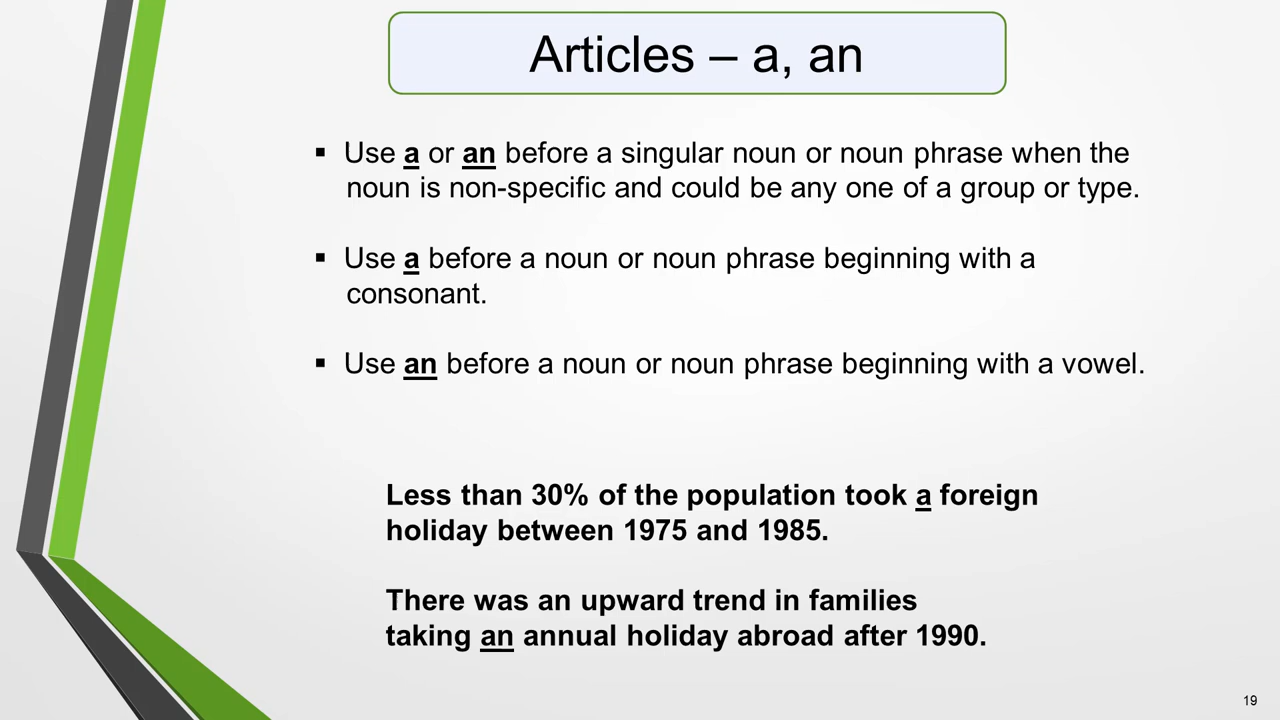 Articles – a, an
▪ Use a or an before a singular noun or noun phrase when the
noun is non-specific and could be any one of a group or type.
▪ Use a before a noun or noun phrase beginning with a
consonant.
▪ Use an before a noun or noun phrase beginning with a vowel.
Less than 30% of the population took a foreign
holiday between 1975 and 1985.
There was an upward trend in families
taking an annual holiday abroad after 1990.
19